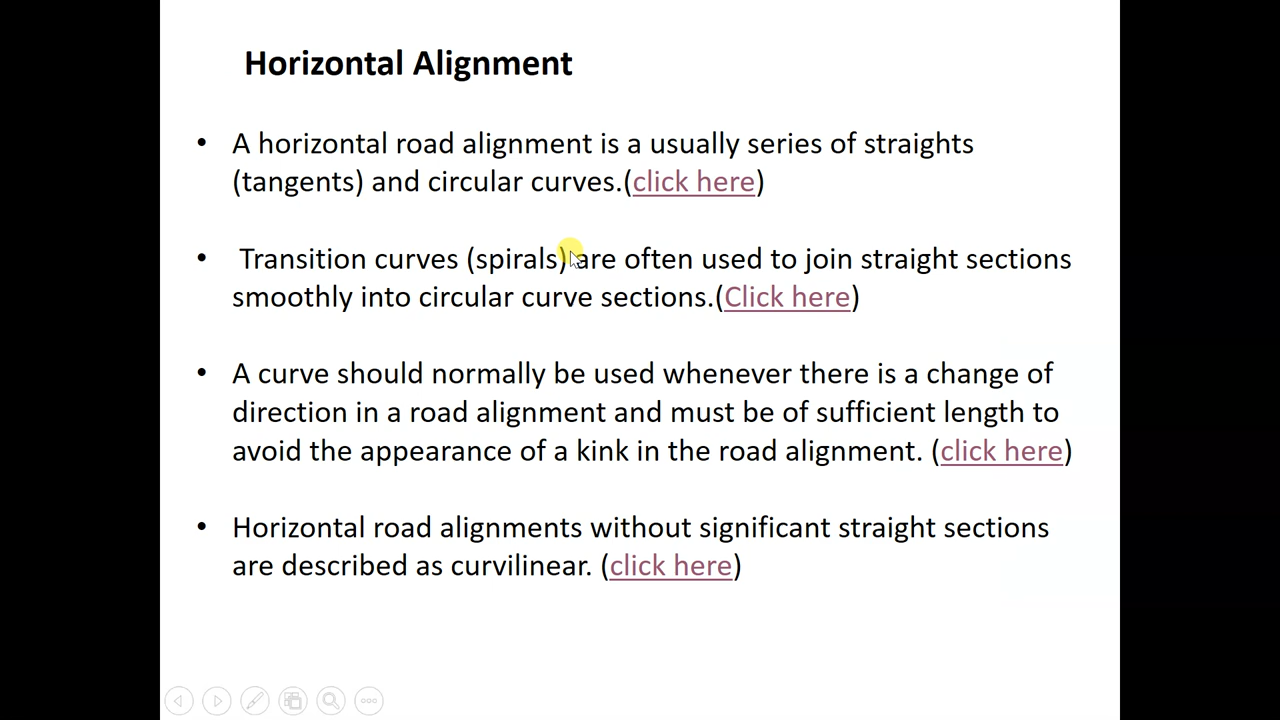 Horizontal Alignment
• A horizontal road alignment is a usually series of straights
(tangents) and circular curves.(click here)
• Transition curves (spirals) are often used to join straight sections
smoothly into circular curve sections.(Click here)
• A curve should normally be used whenever there is a change of
direction in a road alignment and must be of sufficient length to
avoid the appearance of a kink in the road alignment. (click here)
• Horizontal road alignments without significant straight sections
are described as curvilinear. (click here)